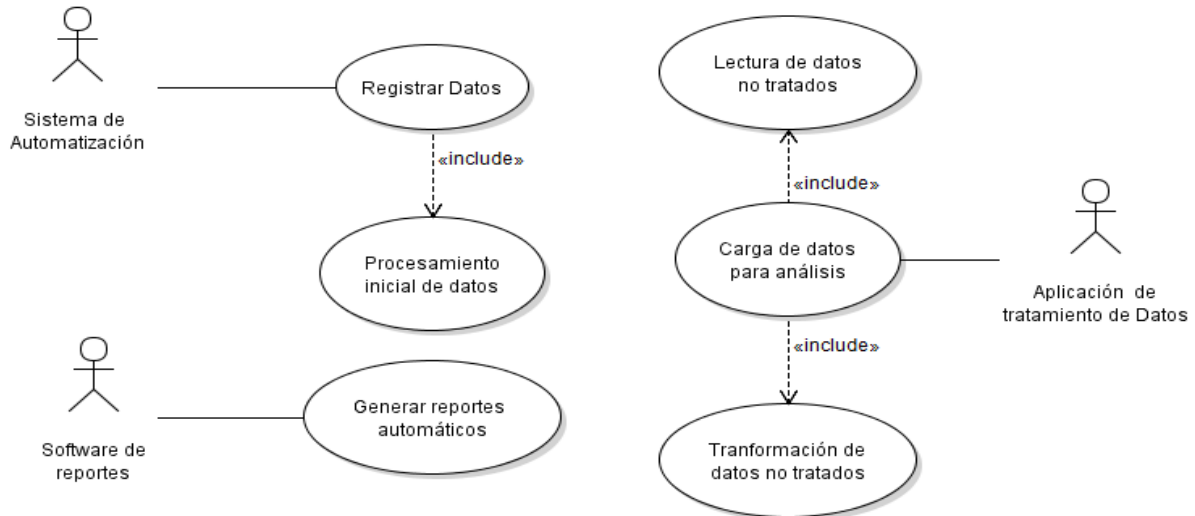 Sistema de
Automatización
Registrar Datos
«include»
Procesamiento
inicial de datos
Software de
reportes
Generar reportes
automáticos
Lectura de datos
no tratados
«include»
Carga de datos
para análisis
Aplicación de
tratamiento de Datos
«include»
Tranformación de
datos no tratados